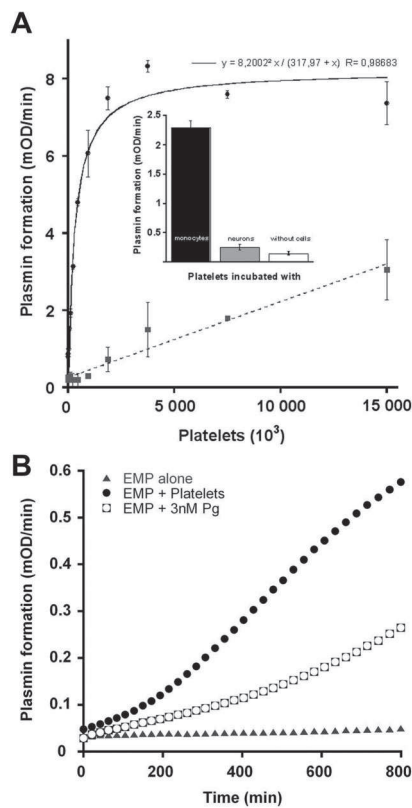 A
y = 8,2002² x / (317,97 + x) R= 0,98683
Plasmin formation (mOD/min)
8
6
4
2
0
0
5 000
10 000
15 000
Platelets (10³)
Plasmin formation (mOD/min)
2.5
2
1.5
1
0.5
monocytes
neurons
without cells
Platelets incubated with
B
EMP alone
EMP + Platelets
EMP + 3nM Pg
Plasmin formation (mOD/min)
0.6
0.5
0.4
0.3
0.2
0.1
0
0
200
400
600
800
Time (min)